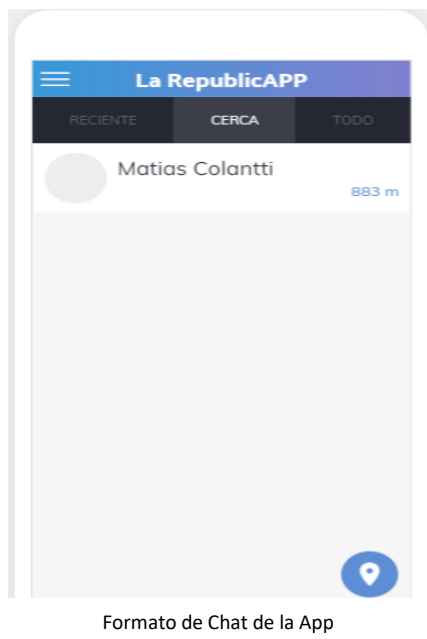 La RepublicAPP
RECIENTE CERCA TODO
Matias Colantti
883 m
Formato de Chat de la App